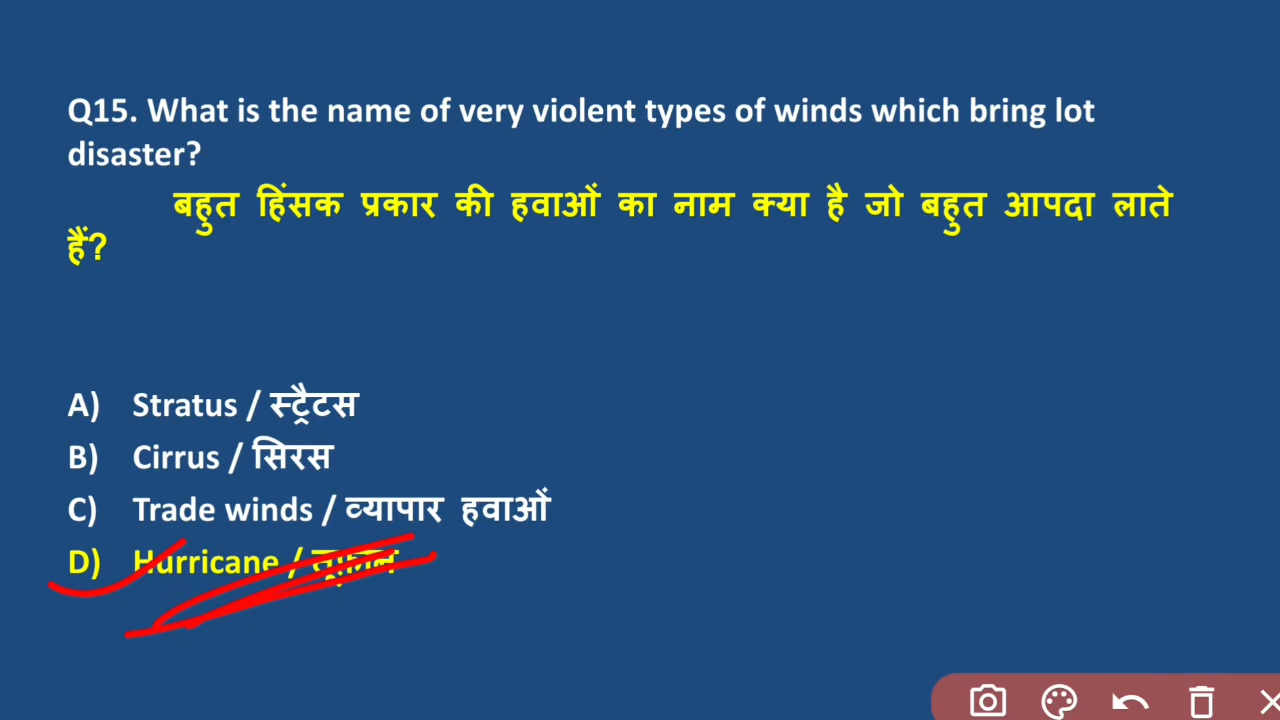 Q15. What is the name of very violent types of winds which bring lot
disaster?
बहुत हिंसक प्रकार की हवाओं का नाम क्या है जो बहुत आपदा लाते
हैं?
A) Stratus / स्ट्रैटस
B) Cirrus / सिरस
C) Trade winds / व्यापार हवाओं
D) Hurricane / तूफ़ान